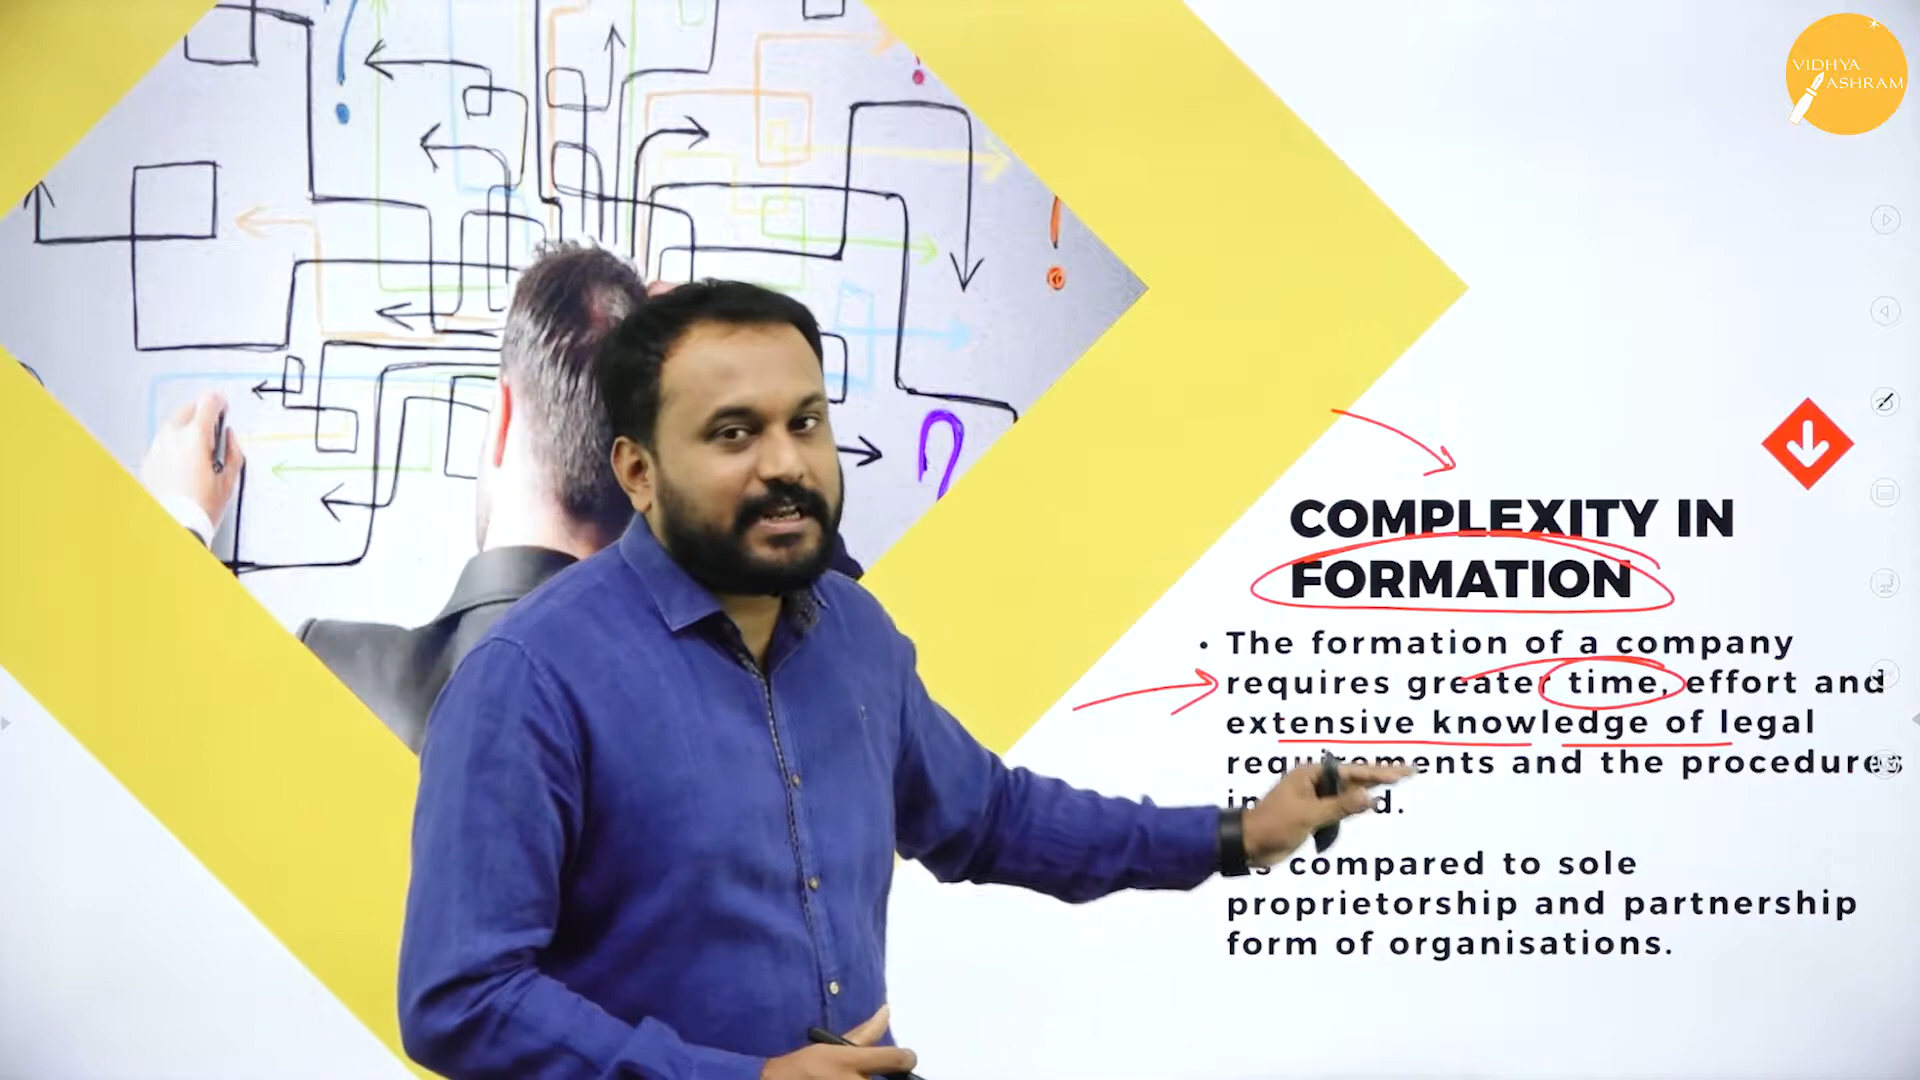 VIDHYA
ASHRAM
COMPLEXITY IN
FORMATION
• The formation of a company
requires greater time, effort and
extensive knowledge of legal
requirements and the procedures
compared to sole
proprietorship and partnership
form of organisations.